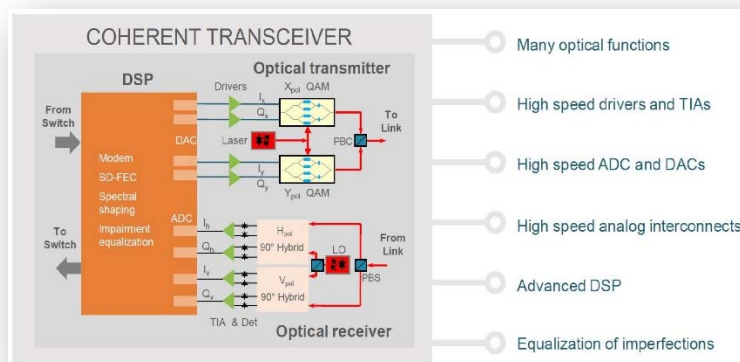 COHERENT TRANSCEIVER
DSP
Drivers
Optical transmitter
Xpol QAM
From Switch
To Link
Ix
Qx
DAC
Laser
PBC
Modem
SD-FEC
Spectral shaping
Impairment equalization
Iy
Qy
Ypol QAM
ADC
To Switch
Ih
Qh
Iv
Qv
Hpol
90° Hybrid
LO
From Link
PBS
Vpol
90° Hybrid
TIA & Det
Optical receiver
Many optical functions
High speed drivers and TIAs
High speed ADC and DACs
High speed analog interconnects
Advanced DSP
Equalization of imperfections